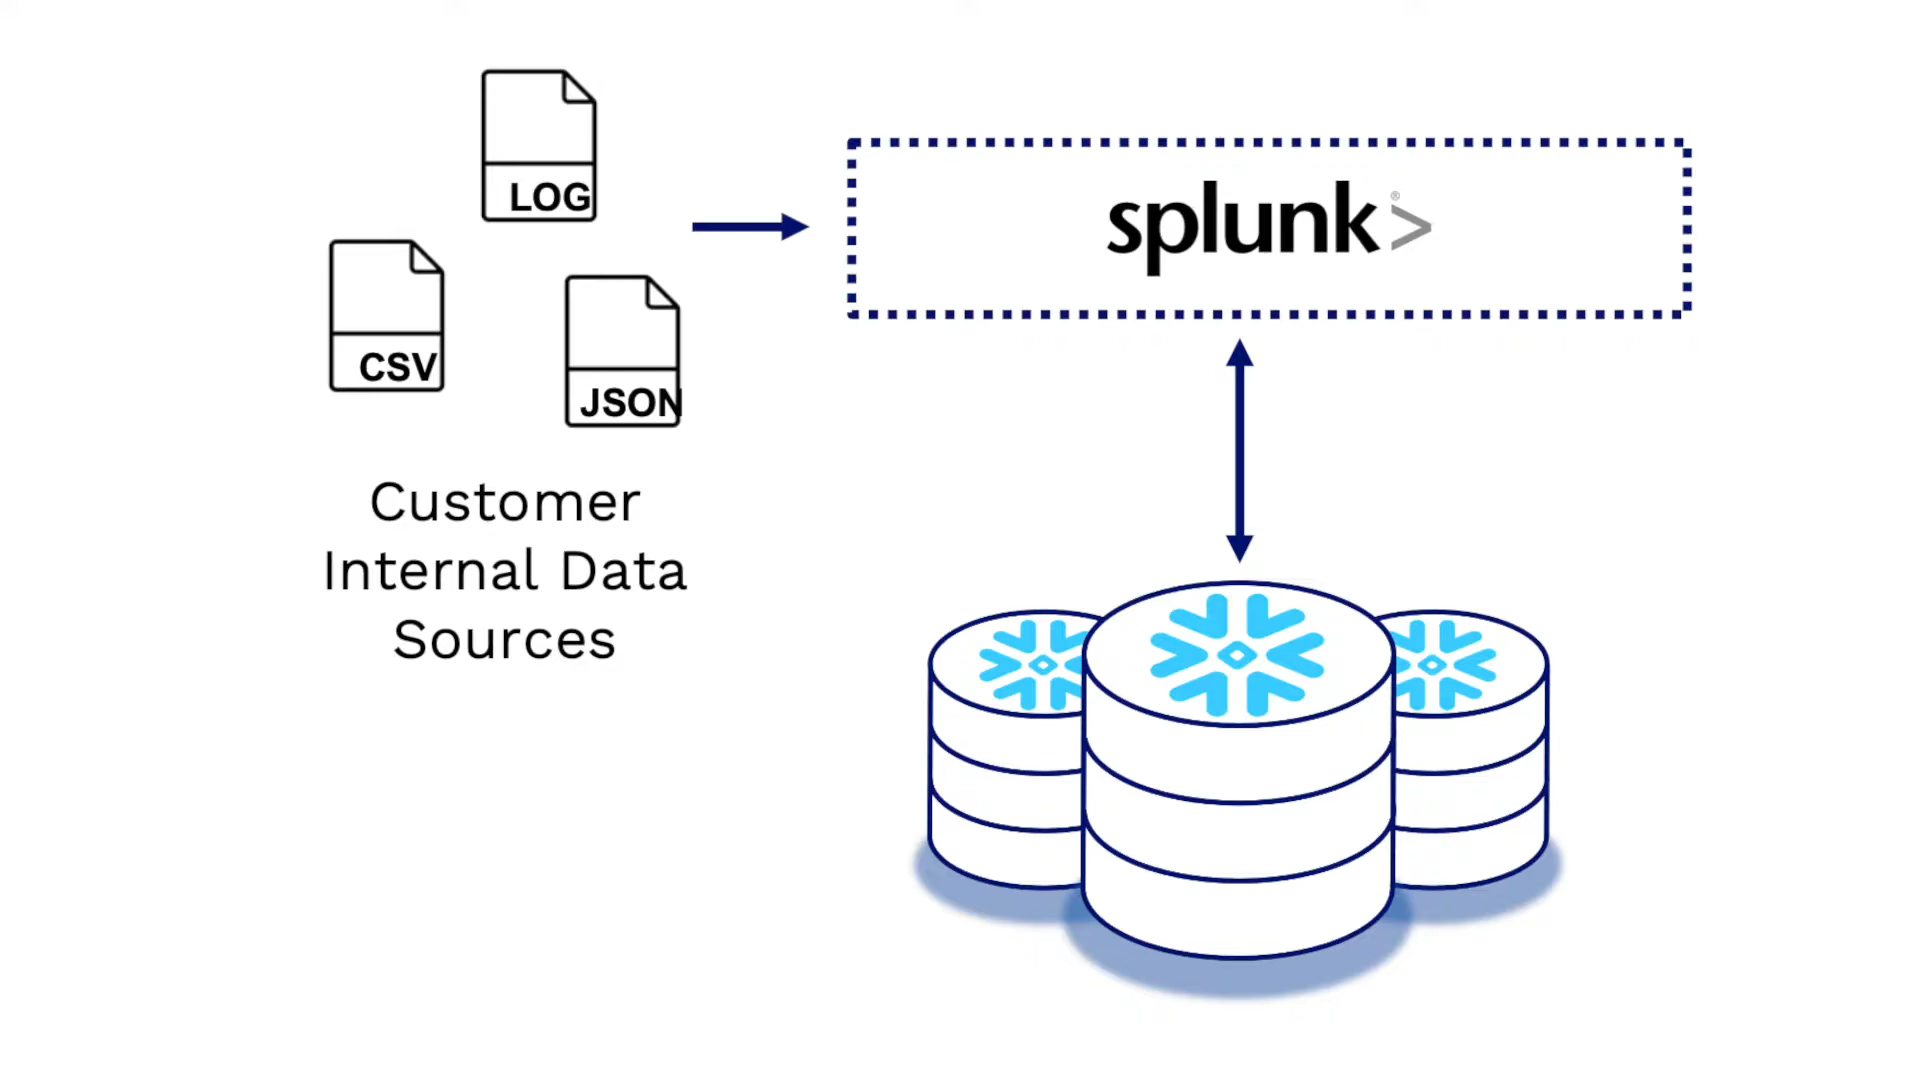 LOG
CSV
JSON
Customer
Internal Data
Sources
splunk>®